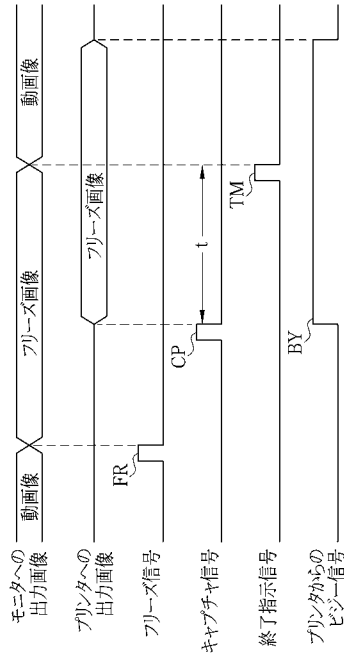 モニタへの
出力画像
動画像
フリーズ画像
動画像
プリンタへの
出力画像
フリーズ画像
フリーズ信号
FR
キャプチャ信号
CP
t
終了指示信号
TM
プリンタからの
ビジー信号
BY